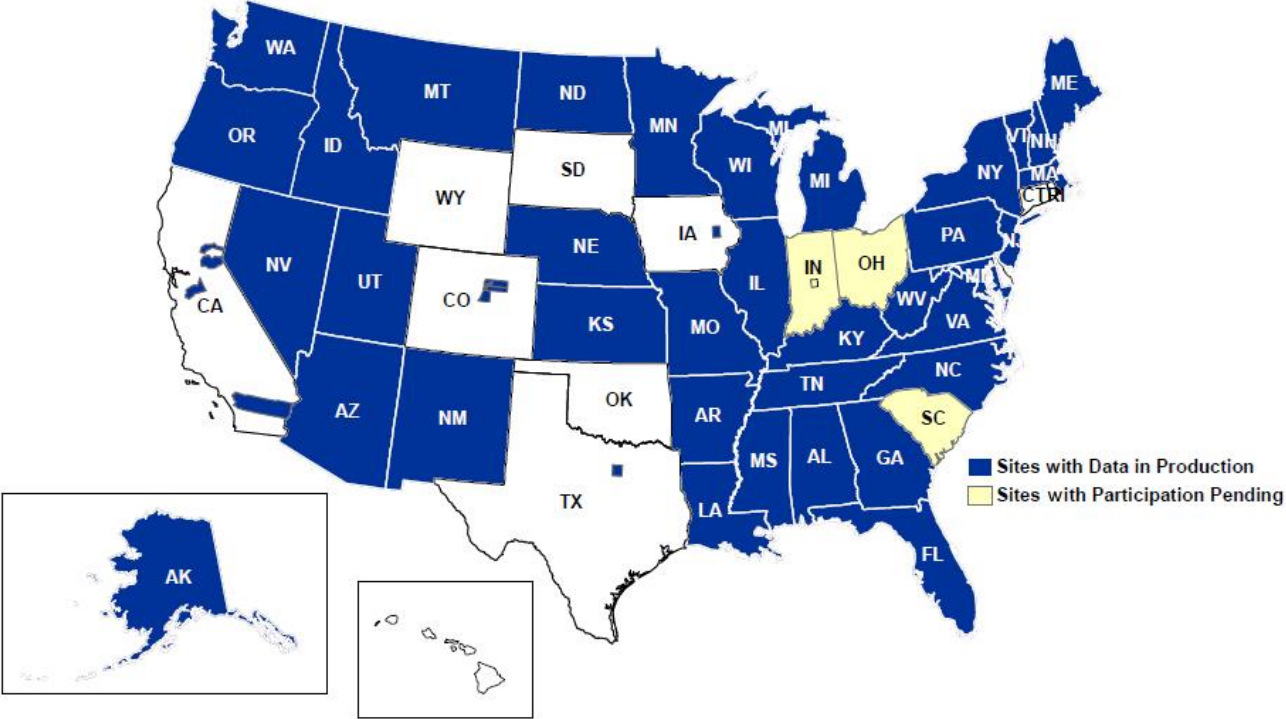 WA
MT
ND
MN
ME
OR
ID
WY
SD
WI
MI
MI
NY
VT
NH
MA
CT
RI
NV
UT
CO
NE
IA
IL
IN
OH
PA
NJ
MD
CA
KS
MO
KY
WV
VA
AZ
NM
OK
AR
TN
NC
SC
TX
LA
MS
AL
GA
FL
Sites with Data in Production
Sites with Participation Pending
AK